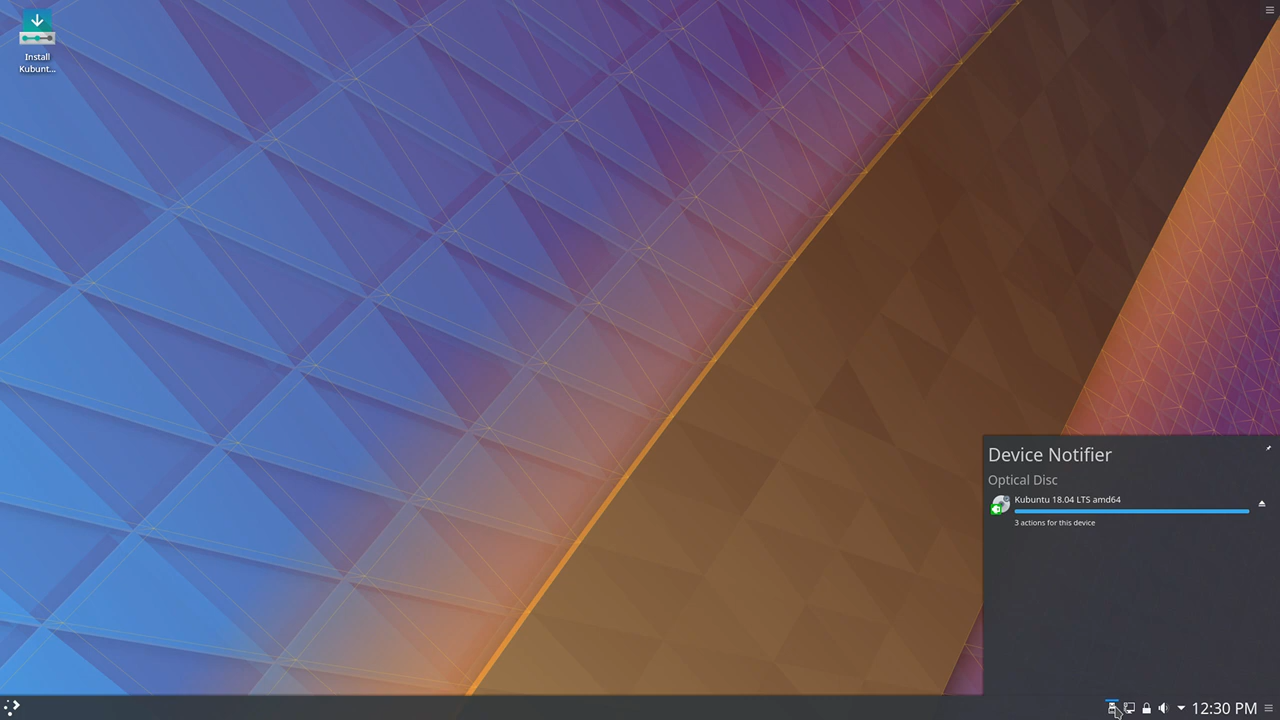 Install
Kubunt...
Device Notifier
Optical Disc
Kubuntu 18.04 LTS amd64
3 actions for this device
12:30 PM